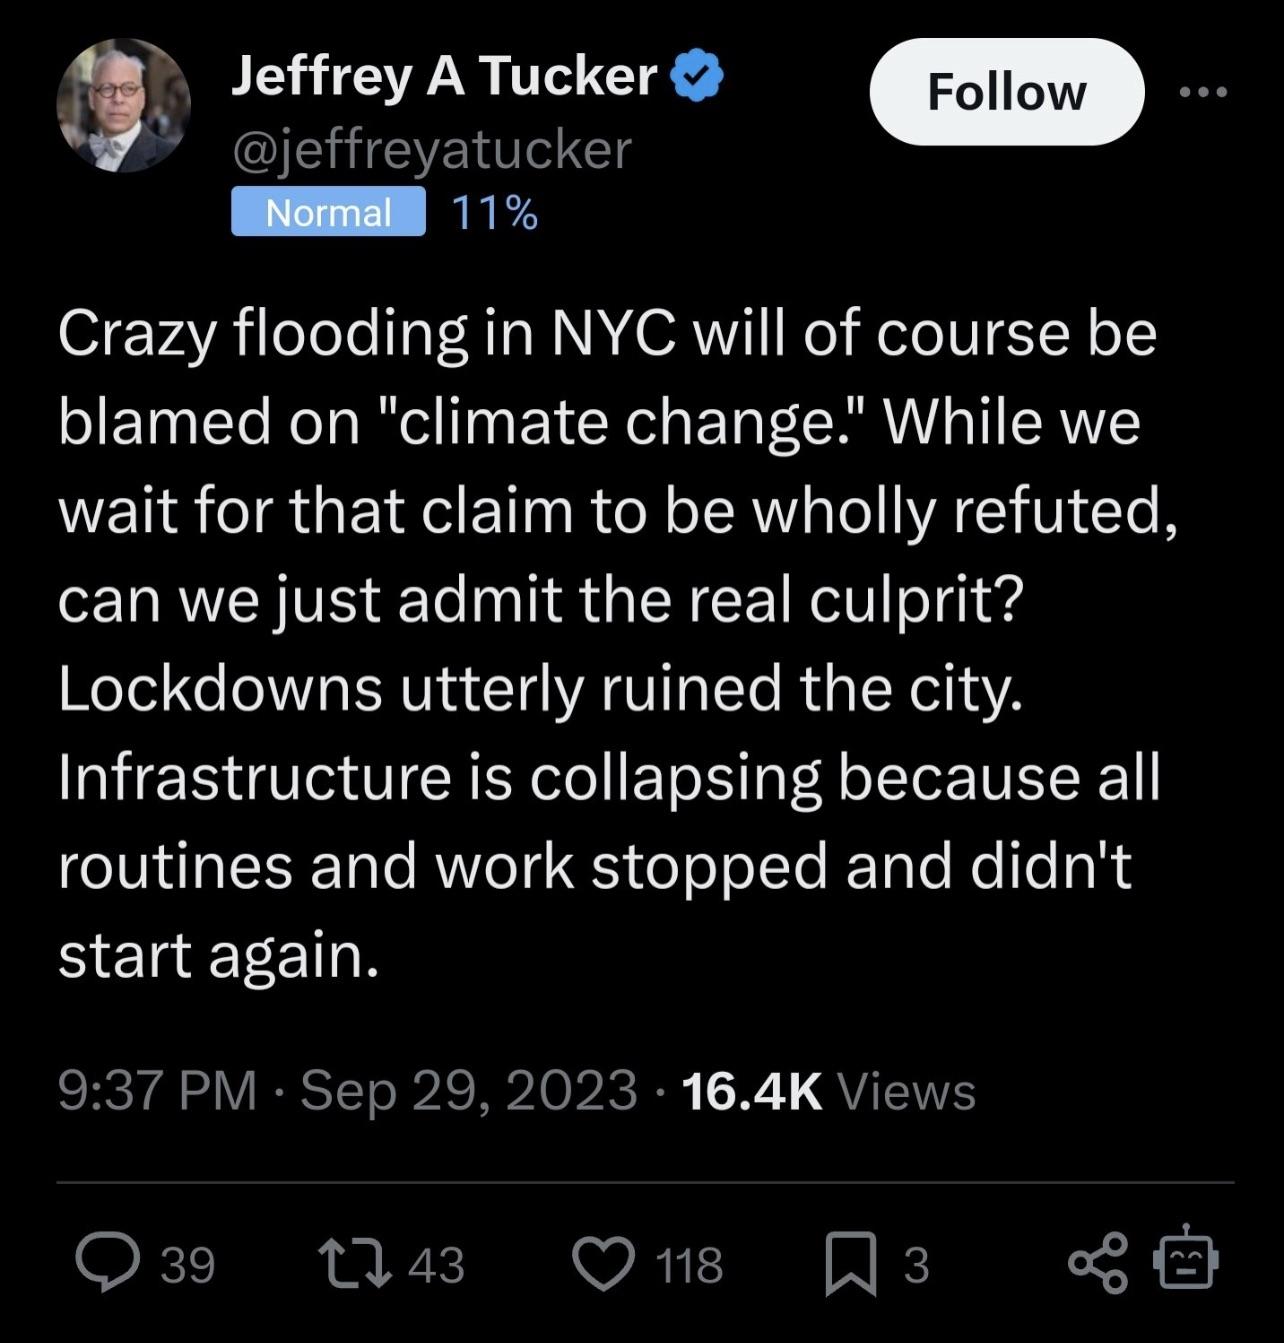 Jeffrey A Tucker
Follow
@jeffreyatucker
Normal 11%
Crazy flooding in NYC will of course be
blamed on "climate change." While we
wait for that claim to be wholly refuted,
can we just admit the real culprit?
Lockdowns utterly ruined the city.
Infrastructure is collapsing because all
routines and work stopped and didn't
start again.
9:37 PM · Sep 29, 2023 · 16.4K Views
39 43 118 3